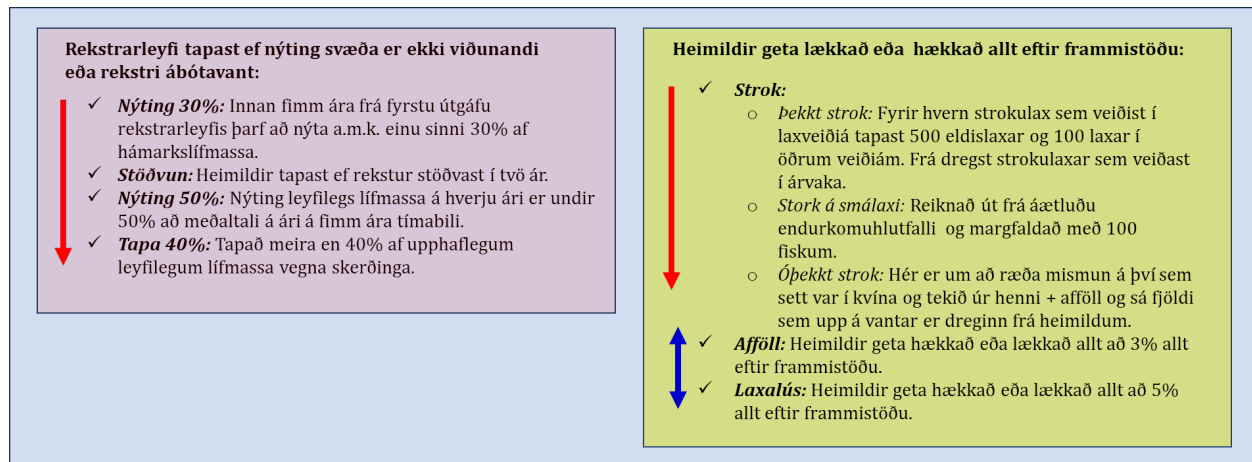 Rekstrarleyfi tapast ef nýting svæða er ekki viðunandi
eða rekstri ábótavant:
✓ Nýting 30%: Innan fimm ára frá fyrstu útgáfu
rekstrarleyfis þarf að nýta a.m.k. einu sinni 30% af
hámarkslífmassa.
✓ Stöðvun: Heimildir tapast ef rekstur stöðvast í tvö ár.
✓ Nýting 50%: Nýting leyfilegs lífmassa á hverju ári er undir
50% að meðaltali á ári á fimm ára tímabili.
✓ Tapa 40%: Tapað meira en 40% af upphaflegum
leyfilegum lífmassa vegna skerðinga.
Heimildir geta lækkað eða hækkað allt eftir frammistöðu:
✓ Strok:
o Þekkt strok: Fyrir hvern strokulax sem veiðist í
laxveiðiá tapast 500 eldislaxar og 100 laxar í
öðrum veiðiám. Frá dregst strokulaxar sem veiðast
í árvaka.
o Stork á smálaxi: Reiknað út frá áætluðu
endurkomuhlutfalli og margfaldað með 100
fiskum.
o Óþekkt strok: Hér er um að ræða mismun á því sem
sett var í kvína og tekið úr henni + afföll og sá fjöldi
sem upp á vantar er dreginn frá heimildum.
✓ Afföll: Heimildir geta hækkað eða lækkað allt að 3% allt
eftir frammistöðu.
✓ Laxalús: Heimildir geta hækkað eða lækkað allt að 5%
allt eftir frammistöðu.